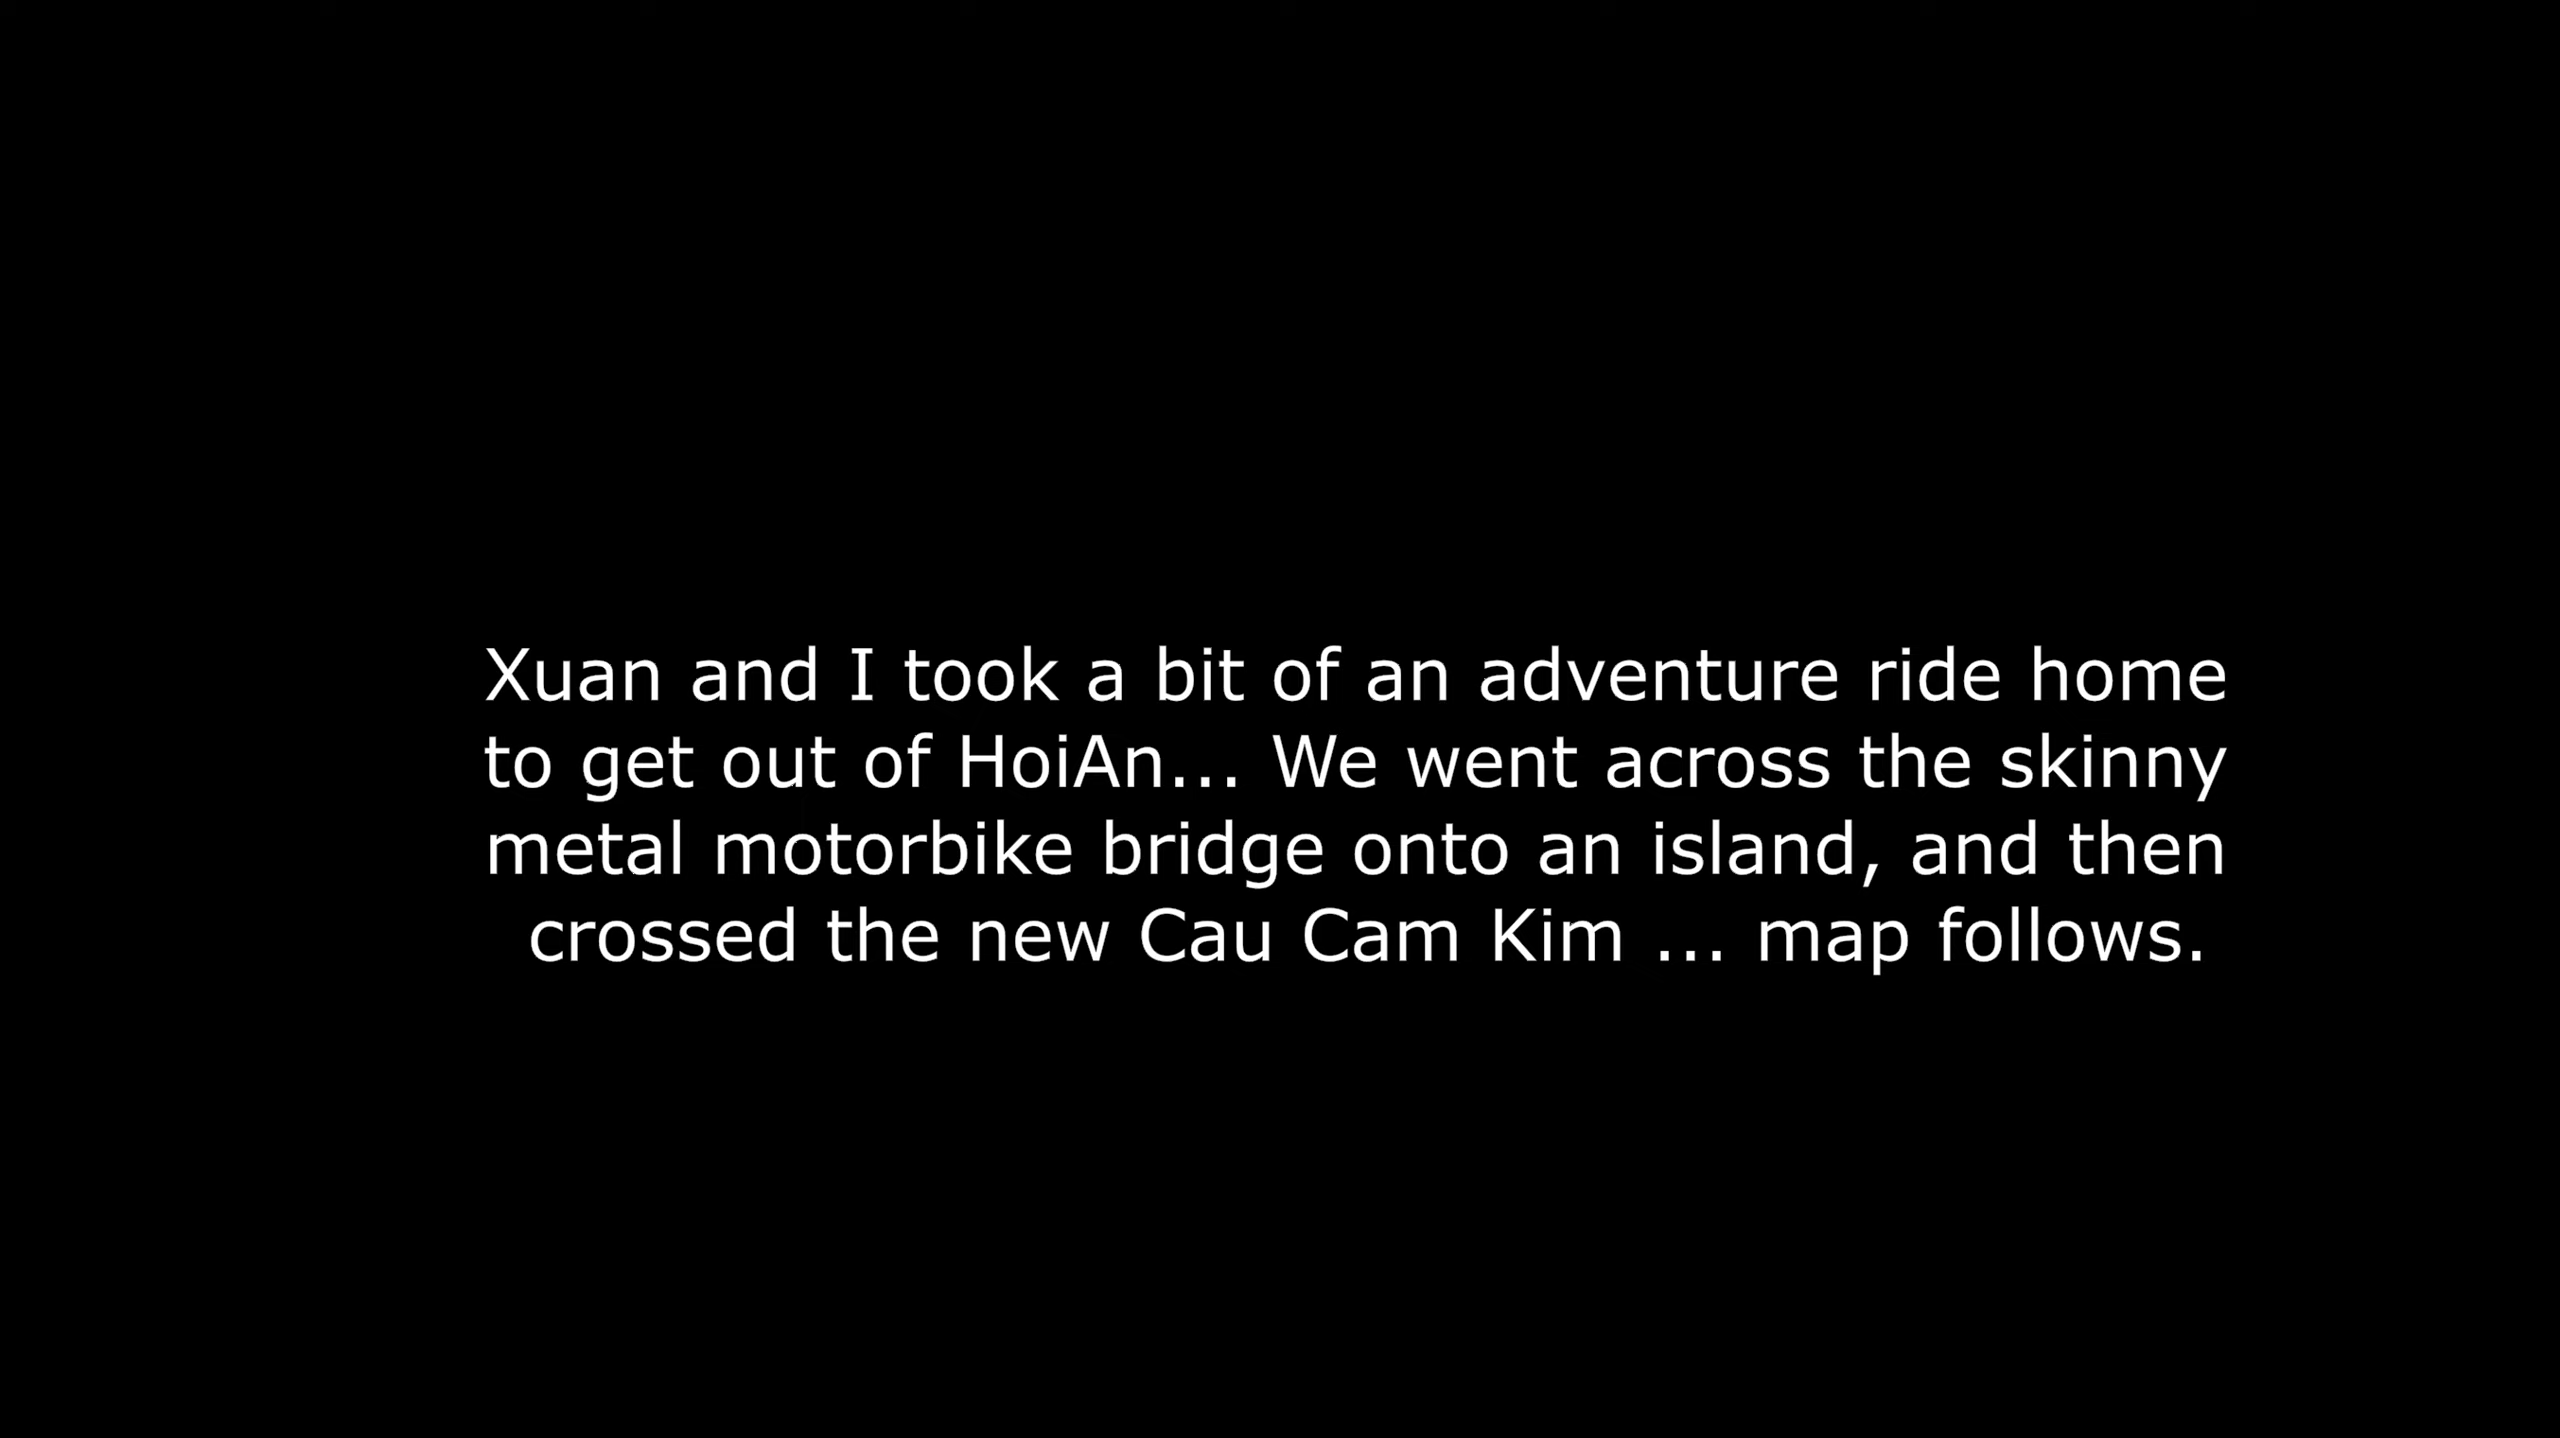 Xuan and I took a bit of an adventure ride home
to get out of HoiAn... We went across the skinny
metal motorbike bridge onto an island, and then
crossed the new Cau Cam Kim ... map follows.